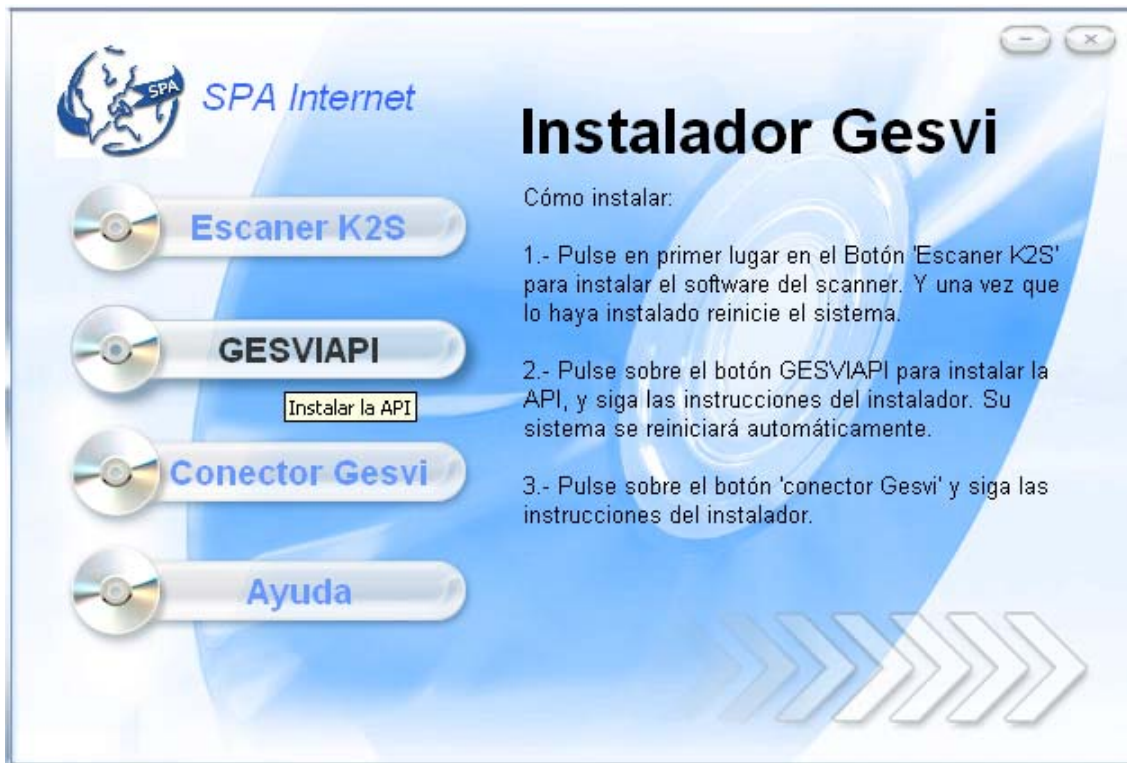 SPA
SPA Internet
Instalador Gesvi
Escaner K2S
GESVIAPI
Instalar la API
Conector Gesvi
Ayuda
Cómo instalar:
1.- Pulse en primer lugar en el Botón 'Escaner K2S'
para instalar el software del scanner. Y una vez que
lo haya instalado reinicie el sistema.
2.- Pulse sobre el botón GESVIAPI para instalar la
API, y siga las instrucciones del instalador. Su
sistema se reiniciará automáticamente.
3.- Pulse sobre el botón 'conector Gesvi' y siga las
instrucciones del instalador.